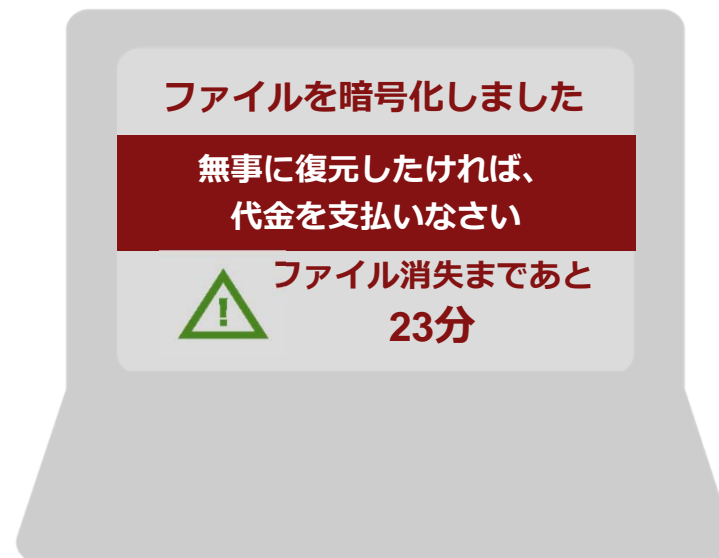 ファイルを暗号化しました
無事に復元したければ、
代金を支払いなさい
ファイル消失まであと
23分